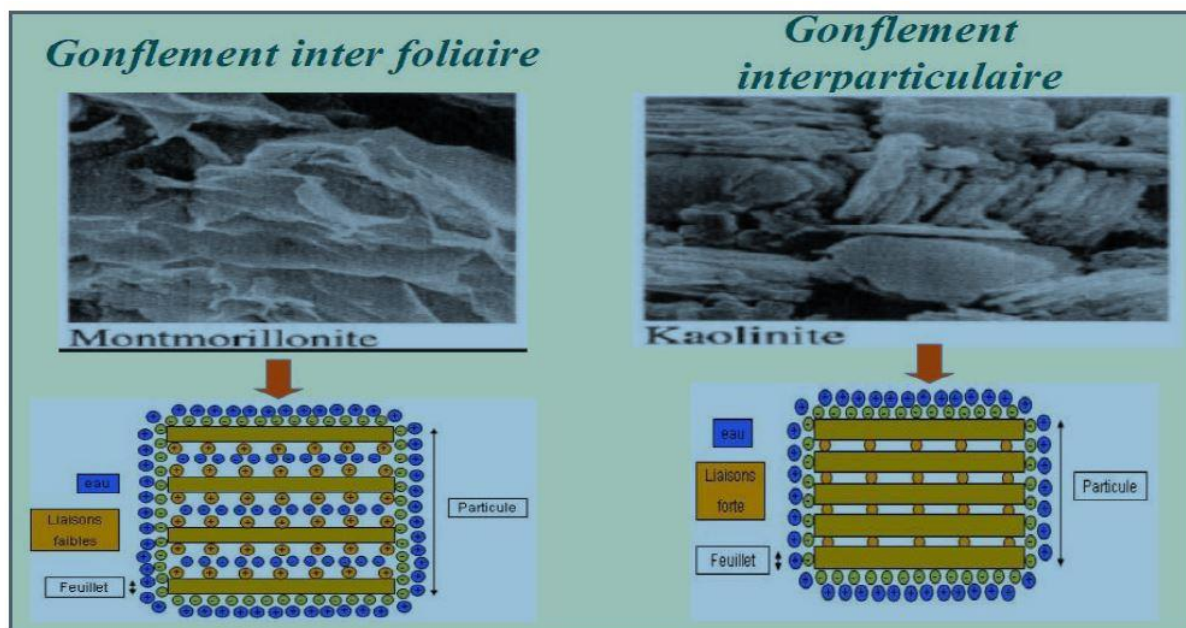 Gonflement inter foliaire
Gonflement
interparticulaire
Montmorillonite
Kaolinite
eau
Liaisons
faibles
Feuillet
Particule
eau
Liaisons
forte
Feuillet
Particule